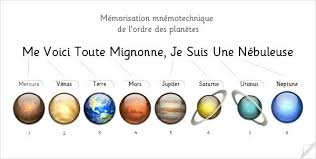 Mémorisation mnémotechnique
de l'ordre des planètes
Me Voici Toute Mignonne, Je Suis Une Nébuleuse
Mercure Vénus Terre Mars Jupiter Saturne Uranus Neptune
1 2 3 4 5 6 7 8